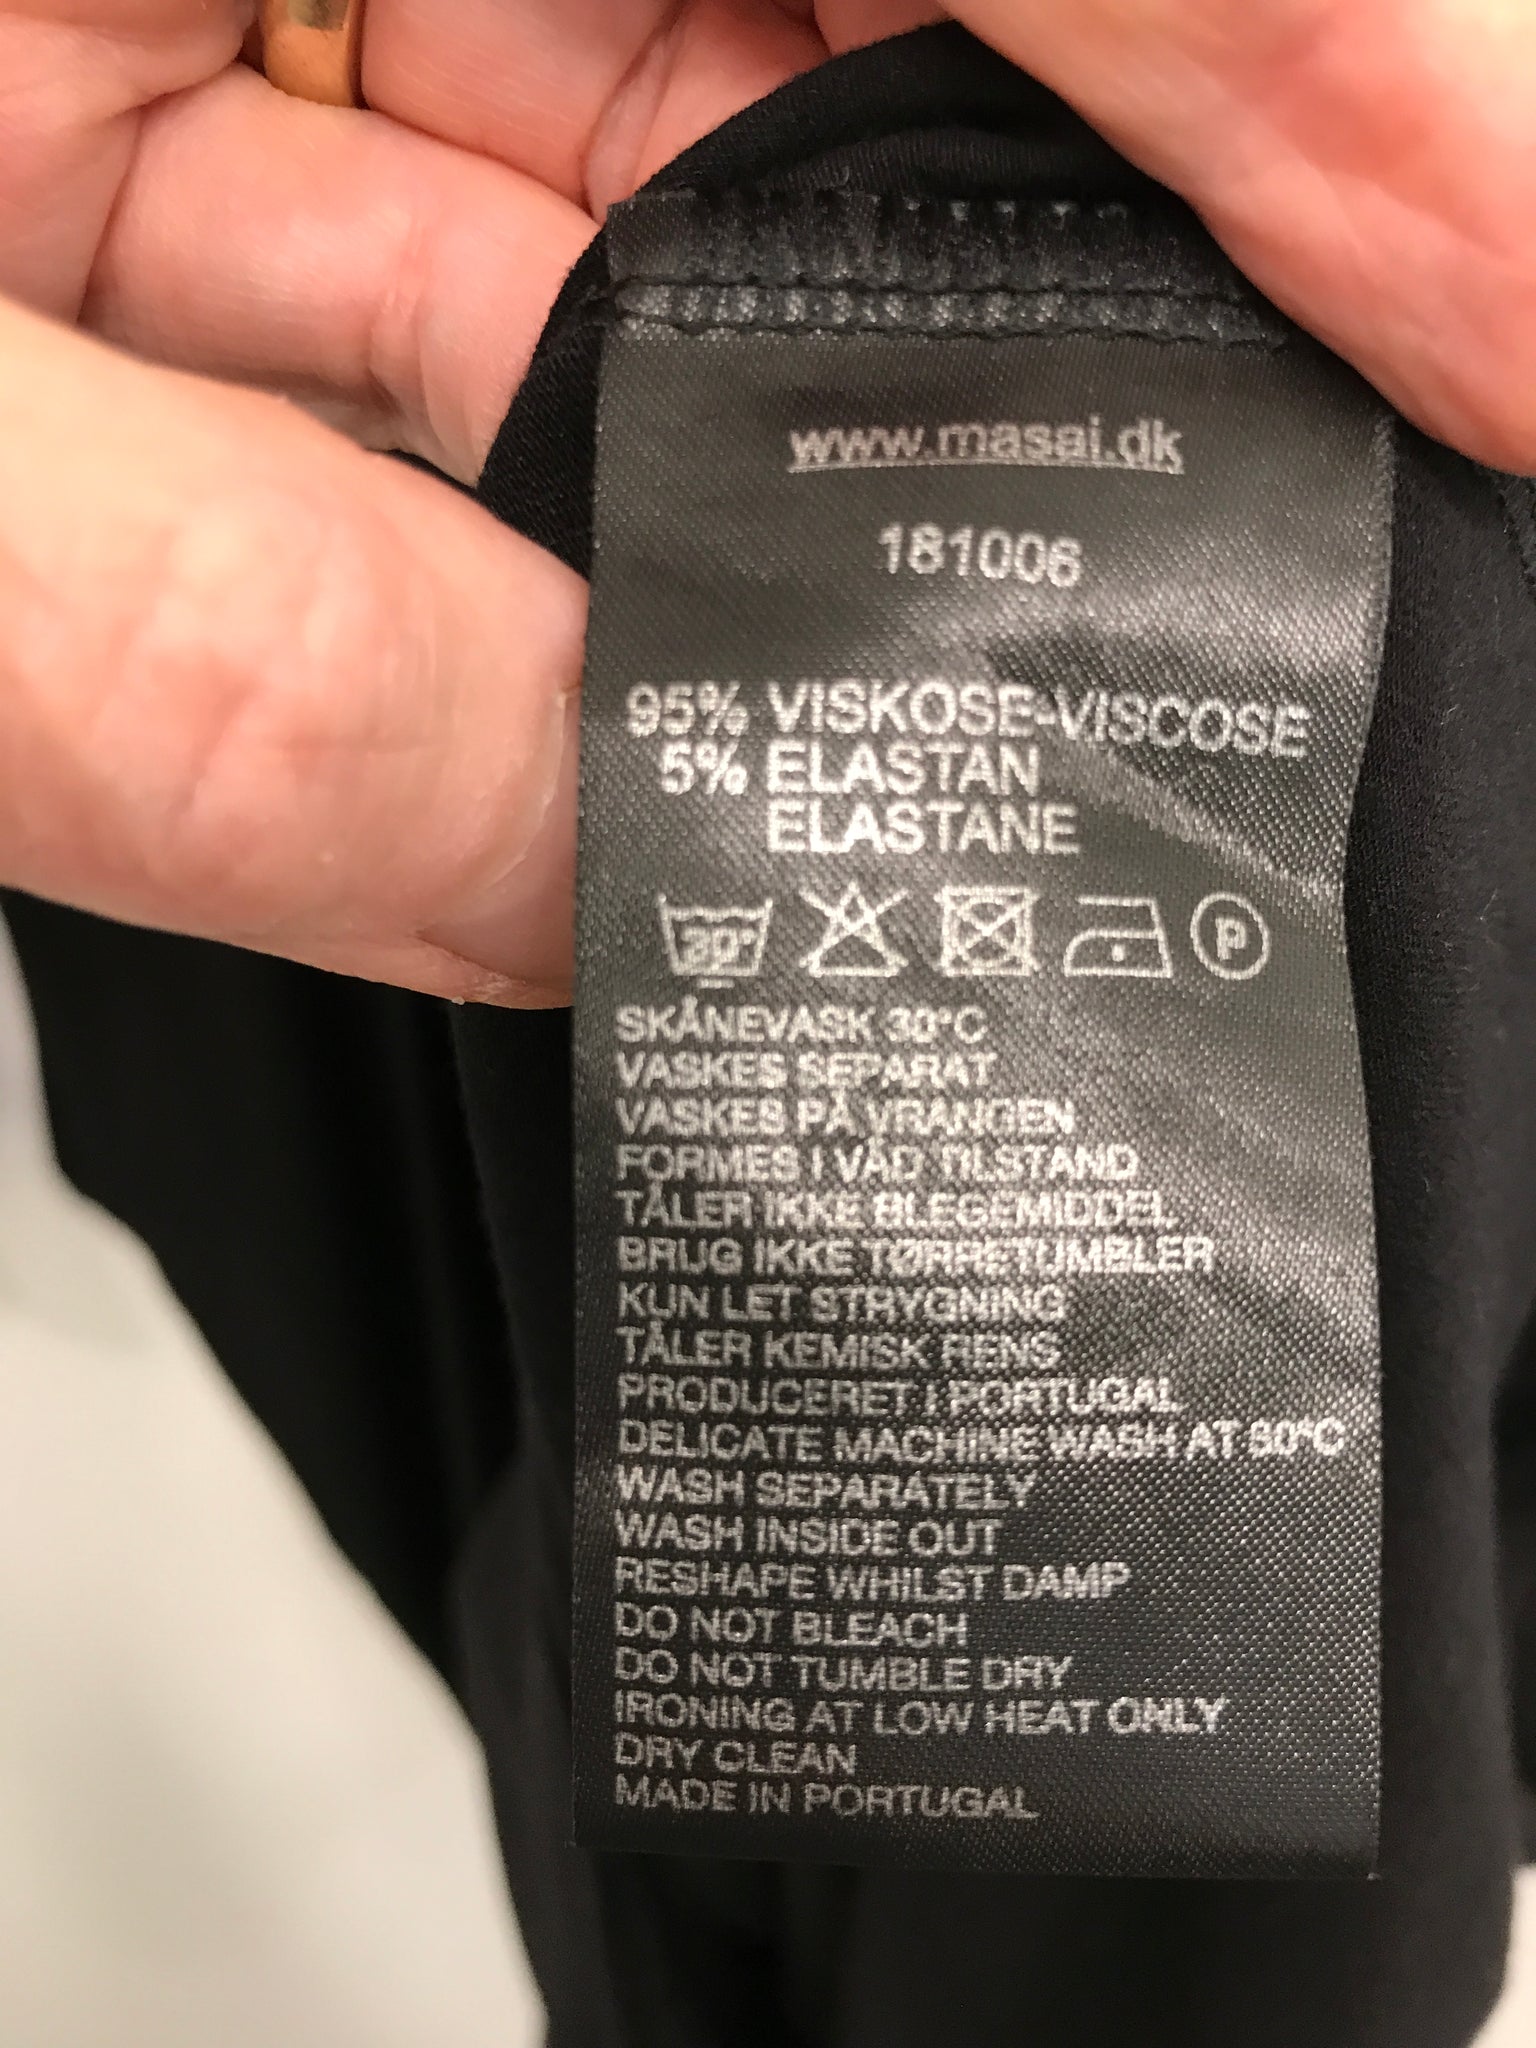 www.masai.dk
181006
95% VISKOSE-VISCOSE
5% ELASTAN
ELASTANE
30°
P
SKÅNEVASK 30°C
VASKES SEPARAT
VASKES PÅ VRANGEN
FORMES I VÅD TILSTAND
TÅLER IKKE BLEGEMIDDEL
BRUG IKKE TØRRETUMBLER
KUN LET STRYGNING
TÅLER KEMISK RENS
PRODUCERET I PORTUGAL
DELICATE MACHINE WASH AT 30°C
WASH SEPARATELY
WASH INSIDE OUT
RESHAPE WHILST DAMP
DO NOT BLEACH
DO NOT TUMBLE DRY
IRONING AT LOW HEAT ONLY
DRY CLEAN
MADE IN PORTUGAL